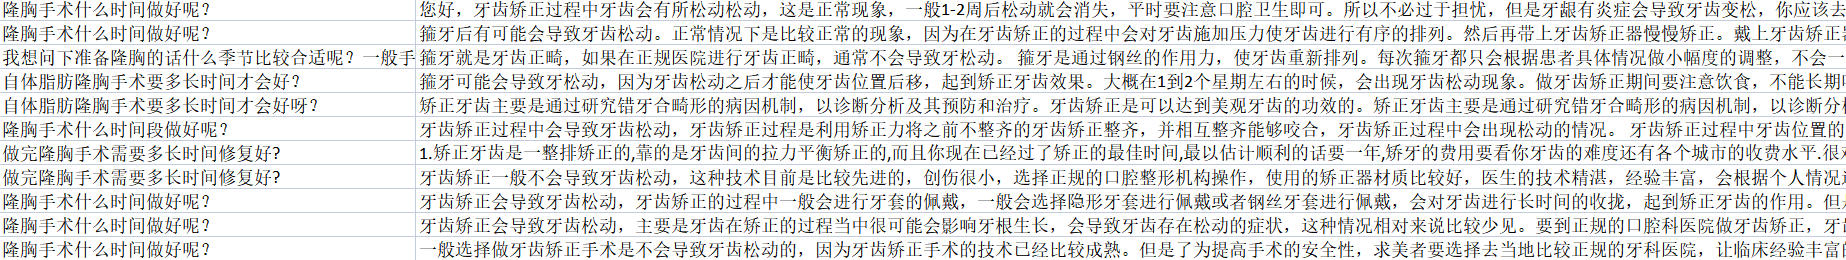 隆胸手术什么时间做好呢? 您好，牙齿矫正过程中牙齿会有所松动松动，这是正常现象，一般1-2周后松动就会消失，平时要注意口腔卫生即可。所以不必过于担忧，但是牙龈有炎症会导致牙齿变松，你应该去
隆胸手术什么时间做好呢? 箍牙后有可能会导致牙齿松动。正常情况下是比较正常的现象，因为在牙齿矫正的过程中会对牙齿施加压力使牙齿进行有序的排列。然后再带上牙齿矫正器慢慢矫正。戴上牙齿矫正器
我想问下准备隆胸的话什么季节比较合适呢? 一般手 箍牙就是牙齿正畸，如果在正规医院进行牙齿正畸，通常不会导致牙松动。 箍牙是通过钢丝的作用力，使牙齿重新排列。每次箍牙都只会根据患者具体情况做小幅度的调整，不会一
自体脂肪隆胸手术要多长时间才会好? 箍牙可能会导致牙松动，因为牙齿松动之后才能使牙齿位置后移，起到矫正牙齿效果。大概在1到2个星期左右的时候，会出现牙齿松动现象。做牙齿矫正期间要注意饮食，不能长期
自体脂肪隆胸手术要多长时间才会好呀? 矫正牙齿主要是通过研究错牙合畸形的病因机制，以诊断分析及其预防和治疗。牙齿矫正是可以达到美观牙齿的功效的。矫正牙齿主要是通过研究错牙合畸形的病因机制，以诊断分析
隆胸手术什么时间段做好呢? 牙齿矫正过程中会导致牙齿松动，牙齿矫正过程是利用矫正力将之前不整齐的牙齿矫正整齐，并相互整齐能够咬合，牙齿矫正过程中会出现松动的情况。 牙齿矫正过程中牙齿位置的
做完隆胸手术需要多长时间修复好? 1.矫正牙齿是一整排矫正的,靠的是牙齿间的拉力平衡矫正的,而且你现在已经过了矫正的最佳时间,最以估计顺利的话要一年,矫牙的费用要看你牙齿的难度还有各个城市的收费水平.很
做完隆胸手术需要多长时间修复好? 牙齿矫正一般不会导致牙齿松动，这种技术目前是比较先进的，创伤很小，选择正规的口腔整形机构操作，使用的矫正器材质比较好，医生的技术精湛，经验丰富，会根据个人情况
隆胸手术什么时间做好呢? 牙齿矫正会导致牙齿松动，牙齿矫正的过程中一般会进行牙套的佩戴，一般会选择隐形牙套进行佩戴或者钢丝牙套进行佩戴，会对牙齿进行长时间的收拢，起到矫正牙齿的作用。但
隆胸手术什么时间做好呢? 牙齿矫正会导致牙齿松动，主要是牙齿在矫正的过程当中很可能会影响牙根生长，会导致牙齿存在松动的症状，这种情况相对来说比较少见。要到正规的口腔科医院做牙齿矫正，牙
隆胸手术什么时间做好呢? 一般选择做牙齿矫正手术是不会导致牙齿松动的，因为牙齿矫正手术的技术已经比较成熟。但是了为提高手术的安全性，求美者要选择去当地比较正规的牙科医院，让临床经验丰富